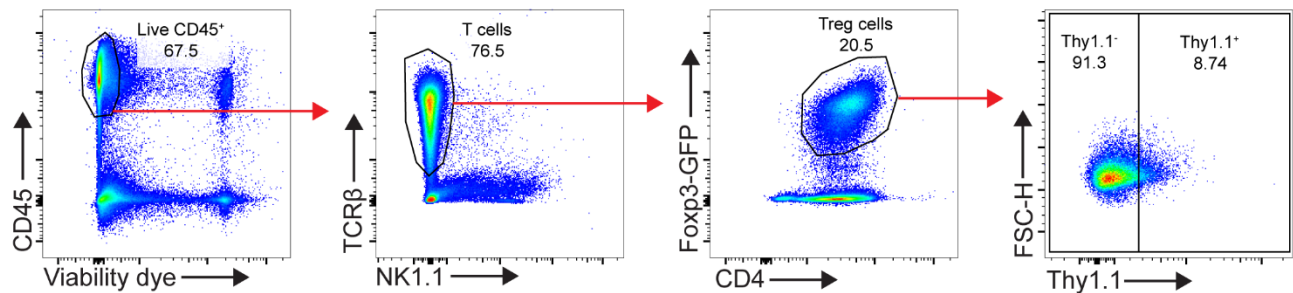 Live CD45⁺
67.5
CD45
Viability dye
T cells
76.5
TCRβ
NK1.1
Treg cells
20.5
Foxp3-GFP
CD4
Thy1.1⁻
91.3
Thy1.1⁺
8.74
FSC-H
Thy1.1